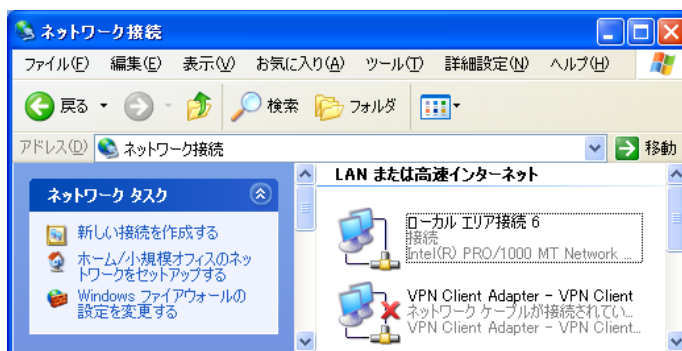 ネットワーク接続
ファイル(F) 編集(E) 表示(V) お気に入り(A) ツール(T) 詳細設定(N) ヘルプ(H)
戻る 検索 フォルダ
アドレス(D) ネットワーク接続 移動
ネットワーク タスク
新しい接続を作成する
ホーム/小規模オフィスのネッ
トワークをセットアップする
Windows ファイアウォールの
設定を変更する
LAN または高速インターネット
ローカル エリア接続 6
接続
Intel(R) PRO/1000 MT Network ...
VPN Client Adapter - VPN Client
ネットワーク ケーブルが接続されてい...
VPN Client Adapter - VPN Client...